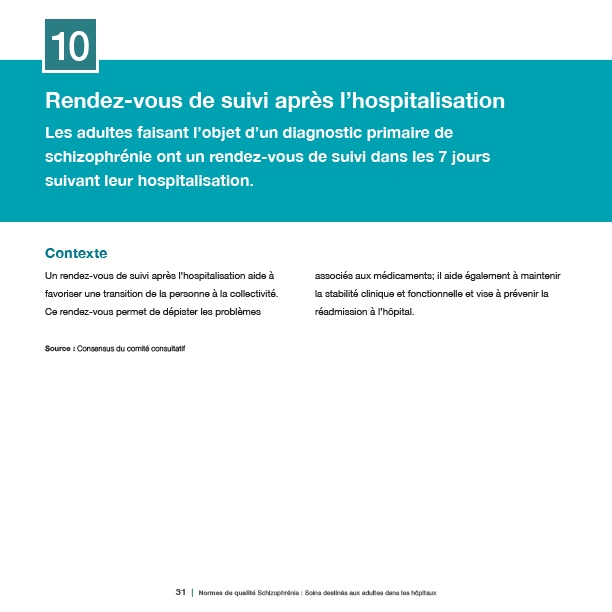 10
Rendez-vous de suivi après l’hospitalisation
Les adultes faisant l’objet d’un diagnostic primaire de
schizophrénie ont un rendez-vous de suivi dans les 7 jours
suivant leur hospitalisation.
Contexte
Un rendez-vous de suivi après l’hospitalisation aide à
favoriser une transition de la personne à la collectivité.
Ce rendez-vous permet de dépister les problèmes
associés aux médicaments; il aide également à maintenir
la stabilité clinique et fonctionnelle et vise à prévenir la
réadmission à l’hôpital.
Source : Consensus du comité consultatif
31 | Normes de qualité Schizophrénie : Soins destinés aux adultes dans les hôpitaux